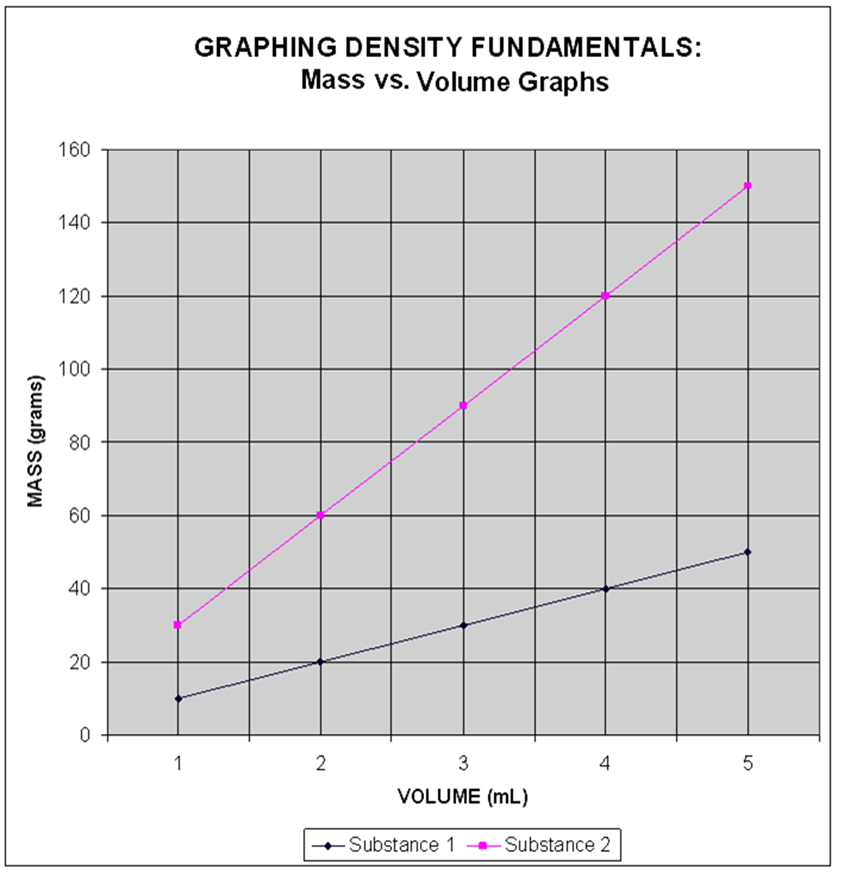 GRAPHING DENSITY FUNDAMENTALS:
Mass vs. Volume Graphs
160
140
120
100
80
60
40
20
0
MASS (grams)
1 2 3 4 5
VOLUME (mL)
Substance 1 Substance 2